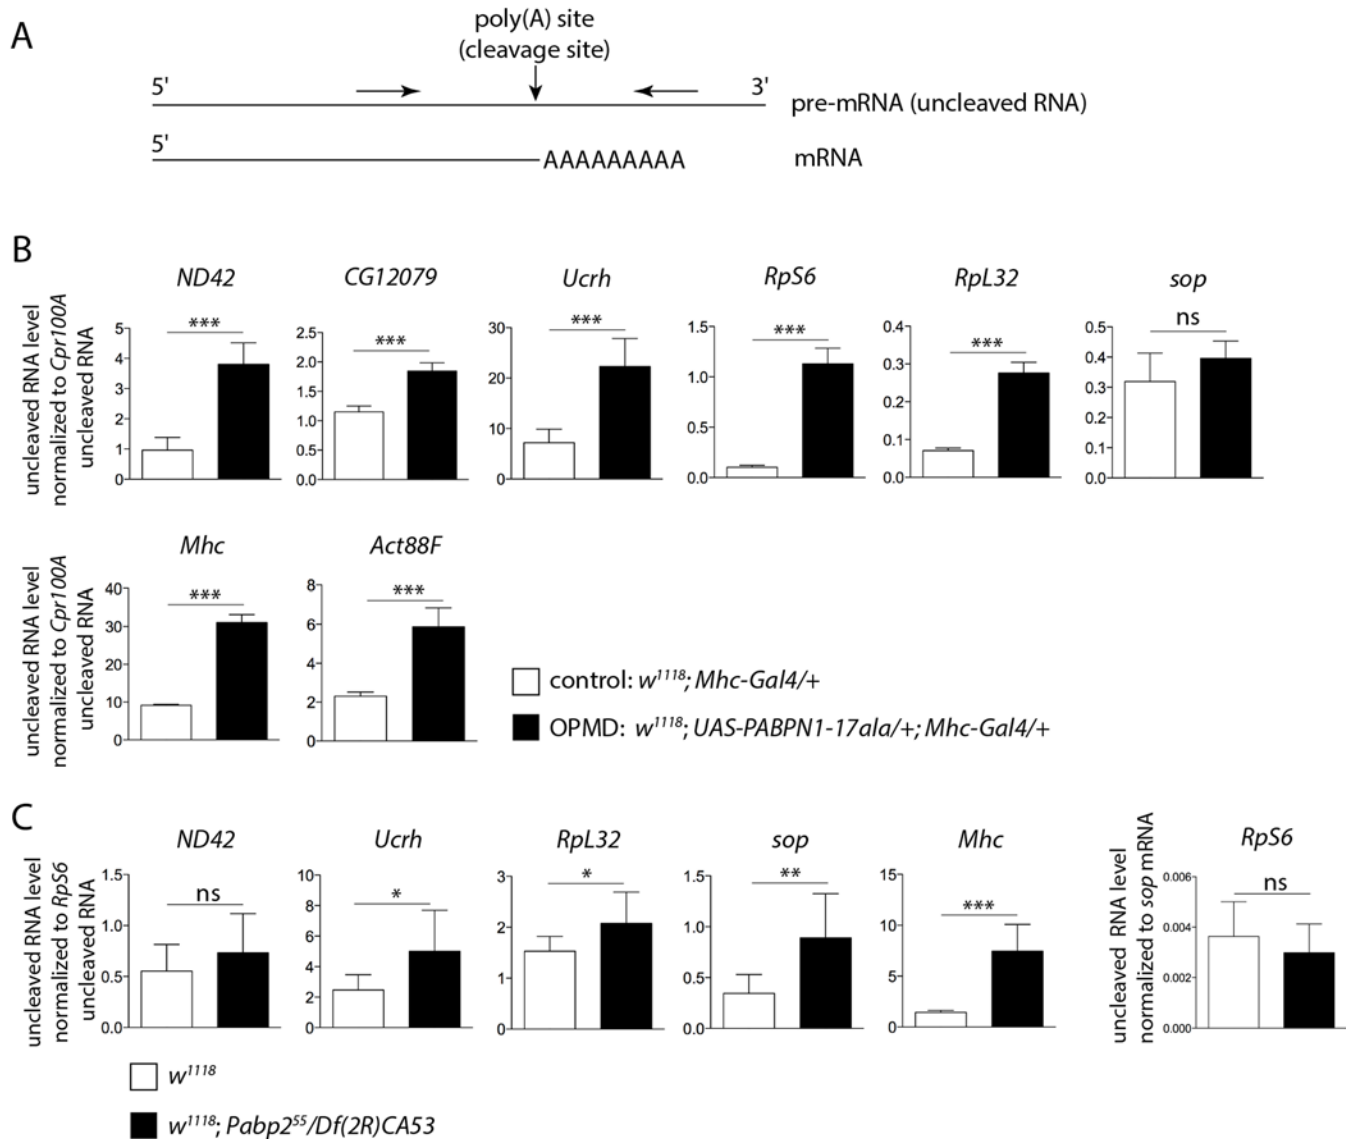 A
poly(A) site
(cleavage site)
5'
3'
pre-mRNA (uncleaved RNA)
5'
AAAAAAAAA
mRNA
B
uncleaved RNA level
normalized to Cpr100A
uncleaved RNA
ND42
***
5
4
3
2
1
0
CG12079
***
2.5
2.0
1.5
1.0
0.5
0.0
Ucrh
***
30
20
10
0
RpS6
***
1.5
1.0
0.5
0.0
RpL32
***
0.4
0.3
0.2
0.1
0.0
sop
ns
0.5
0.4
0.3
0.2
0.1
0.0
uncleaved RNA level
normalized to Cpr100A
uncleaved RNA
Mhc
***
40
30
20
10
0
Act88F
***
8
6
4
2
0
control: w1118; Mhc-Gal4/+
OPMD: w1118; UAS-PABPN1-17ala/+; Mhc-Gal4/+
C
uncleaved RNA level
normalized to RpS6
uncleaved RNA
ND42
ns
1.5
1.0
0.5
0.0
Ucrh
*
10
8
6
4
2
0
RpL32
*
3
2
1
0
sop
**
1.5
1.0
0.5
0.0
Mhc
***
15
10
5
0
uncleaved RNA level
normalized to sop mRNA
RpS6
ns
0.006
0.004
0.002
0.000
w1118
w1118; Pabp255/Df(2R)CA53